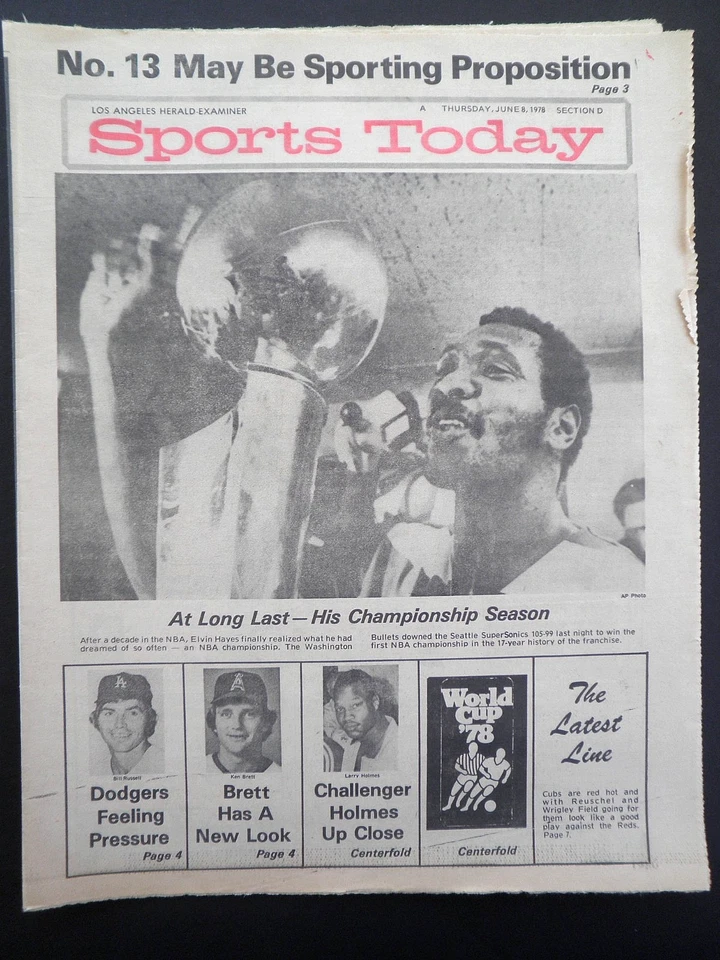 No. 13 May Be Sporting Proposition
Page 3
LOS ANGELES HERALD-EXAMINER A THURSDAY, JUNE 8, 1978 SECTION D
Sports Today
AP Photo
At Long Last — His Championship Season
After a decade in the NBA, Elvin Hayes finally realized what he had
dreamed of so often — an NBA championship. The Washington
Bullets downed the Seattle SuperSonics 105-99 last night to win the
first NBA championship in the 17-year history of the franchise.
LA
Bill Russell
Dodgers
Feeling
Pressure
Page 4
A
Ken Brett
Brett
Has A
New Look
Page 4
Larry Holmes
Challenger
Holmes
Up Close
Centerfold
World
Cup
'78
Centerfold
The
Latest
Line
Cubs are red hot and
with Reuschel and
Wrigley Field going for
them look like a good
play against the Reds.
Page 7.